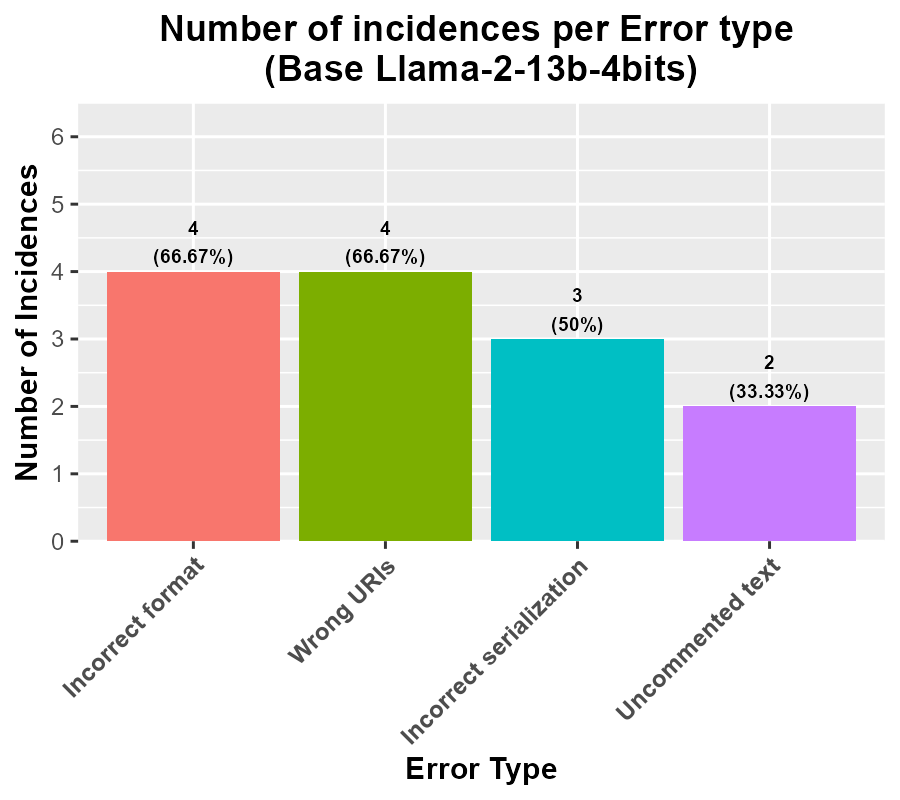 Number of incidences per Error type
(Base Llama-2-13b-4bits)
Number of Incidences
6
5
4
3
2
1
0
4
(66.67%)
4
(66.67%)
3
(50%)
2
(33.33%)
Incorrect format
Wrong URIs
Incorrect serialization
Uncommented text
Error Type